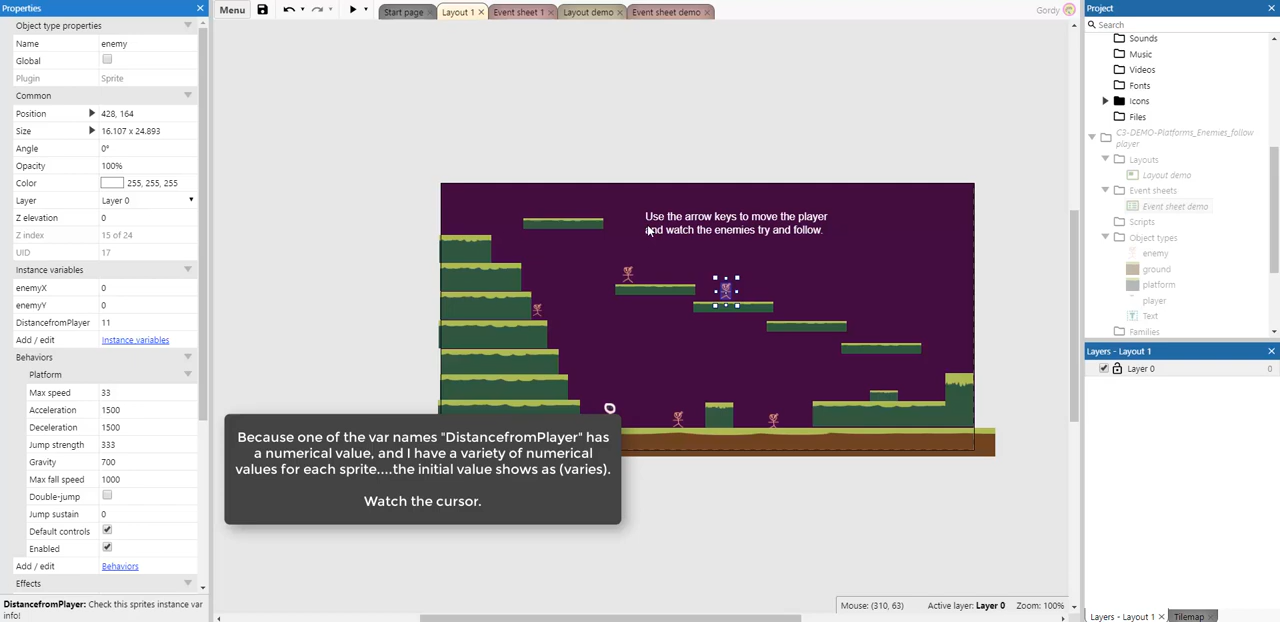 Properties
Object type properties
Name enemy
Global
Plugin Sprite
Common
Position 428, 164
Size 16.107 x 24.893
Angle 0°
Opacity 100%
Color 255, 255, 255
Layer Layer 0
Z elevation 0
Z index 15 of 24
UID 17
Instance variables
enemyX 0
enemyY 0
DistancefromPlayer 11
Add / edit Instance variables
Behaviors
Platform
Max speed 33
Acceleration 1500
Deceleration 1500
Jump strength 333
Gravity 700
Max fall speed 1000
Double-jump
Jump sustain 0
Default controls
Enabled
Add / edit Behaviors
Effects
DistancefromPlayer: Check this sprites instance var
info!
Menu
Start page
Layout 1
Event sheet 1
Layout demo
Event sheet demo
Gordy
Use the arrow keys to move the player
and watch the enemies try and follow.
Because one of the var names "DistancefromPlayer" has
a numerical value, and I have a variety of numerical
values for each sprite....the initial value shows as (varies).
Watch the cursor.
Mouse: (310, 63) Active layer: Layer 0 Zoom: 100%
Project
Search
Sounds
Music
Videos
Fonts
Icons
Files
C3-DEMO-Platforms_Enemies_follow
player
Layouts
Layout demo
Event sheets
Event sheet demo
Scripts
Object types
enemy
ground
platform
player
T Text
Families
Layers - Layout 1
Layer 0 0
Layers - Layout 1
Tilemap